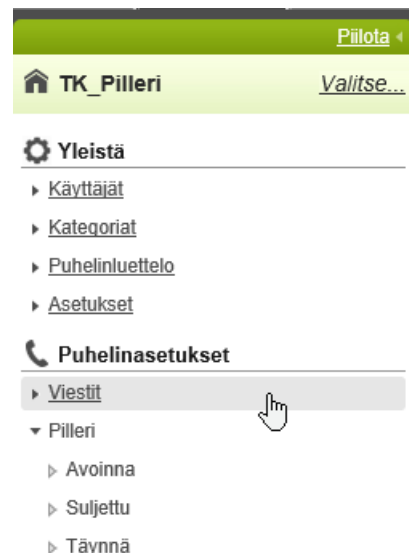 Piilota
TK_Pilleri Valitse...
Yleistä
Käyttäjät
Kategoriat
Puhelinluettelo
Asetukset
Puhelinasetukset
Viestit
Pilleri
Avoinna
Suljettu
Täynnä